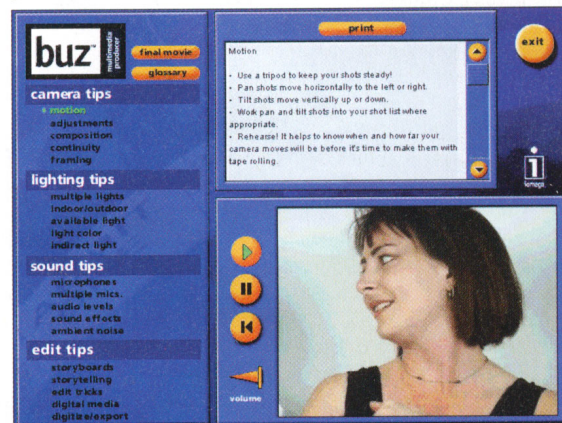 buz™
multimedia
producer
final movie
glossary
camera tips
motion
adjustments
composition
continuity
framing
lighting tips
multiple lights
indoor/outdoor
available light
light color
indirect light
sound tips
microphones
multiple mics.
audio levels
sound effects
ambient noise
edit tips
storyboards
storytelling
edit tricks
digital media
digitize/export
print
Motion
• Use a tripod to keep your shots steady!
• Pan shots move horizontally to the left or right.
• Tilt shots move vertically up or down.
• Work pan and tilt shots into your shot list where
appropriate.
• Rehearse! It helps to know when and how far your
camera moves will be before it's time to make them with
tape rolling.
exit
iomega
volume